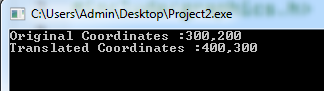 C:\Users\Admin\Desktop\Project2.exe
Original Coordinates :300,200
Translated Coordinates :400,300